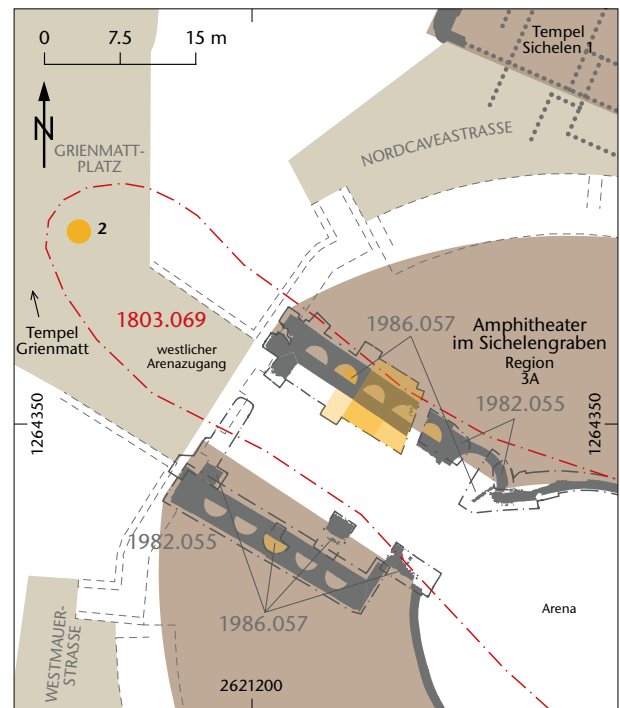 0 7.5 15 m
N
Tempel
Sichelen 1
GRIENMATT-
PLATZ
NORDCAVEASTRASSE
2
1803.069
Tempel
Grienmatt
westlicher
Arenazugang
1986.057
Amphitheater
im Sichelengraben
Region
3A
1982.055
1264350
1264350
1982.055
1986.057
Arena
WESTMAUER-
STRASSE
2621200